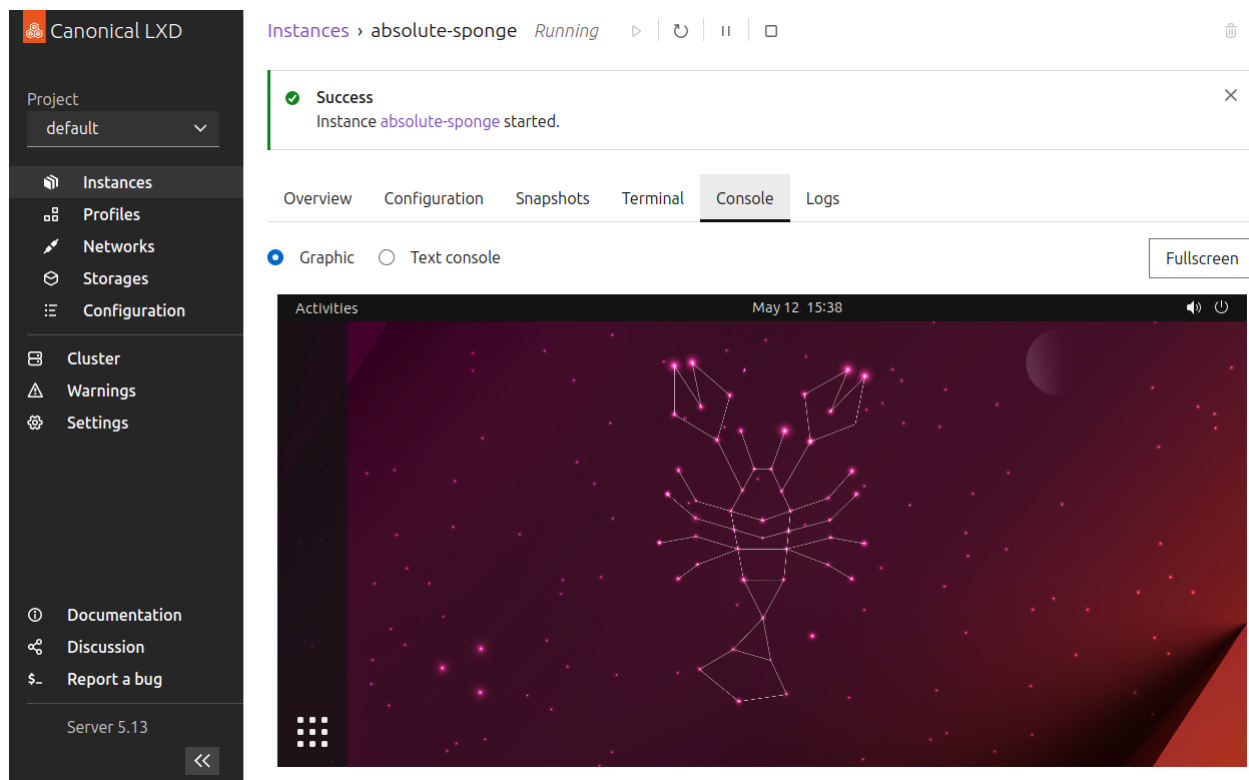 Canonical LXD
Project
default
Instances
Profiles
Networks
Storages
Configuration
Cluster
Warnings
Settings
Documentation
Discussion
$_ Report a bug
Server 5.13
Instances › absolute-sponge Running
Success
Instance absolute-sponge started.
Overview Configuration Snapshots Terminal Console Logs
Graphic Text console Fullscreen
Activities May 12 15:38